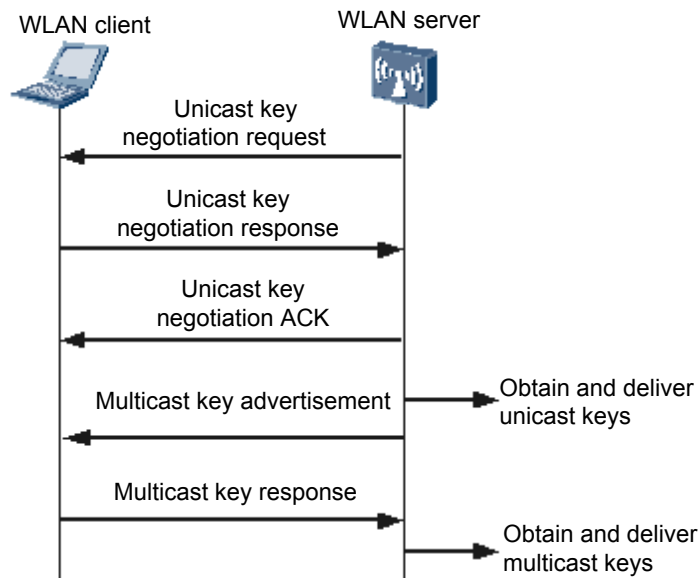 WLAN client
WLAN server
Unicast key
negotiation request
Unicast key
negotiation response
Unicast key
negotiation ACK
Multicast key advertisement
Obtain and deliver
unicast keys
Multicast key response
Obtain and deliver
multicast keys